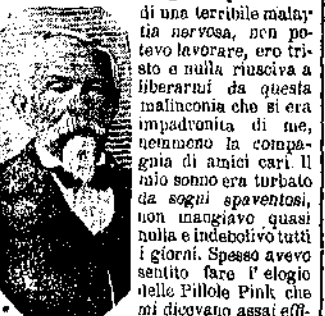 di una terribile malat-
tia nervosa, non po-
tevo lavorare, ero tri-
ste e nulla riusciva a
liberarmi da questa
malinconia che si era
impadronita di me,
nemmeno la compa-
gnia di amici cari. Il
mio sonno era turbato
da sogni spaventosi,
non mangiavo quasi
nulla e indebolivo tutti
i giorni. Spesso avevo
sentito fare l'elogio
delle Pillole Pink che
mi dicevano assai effi-